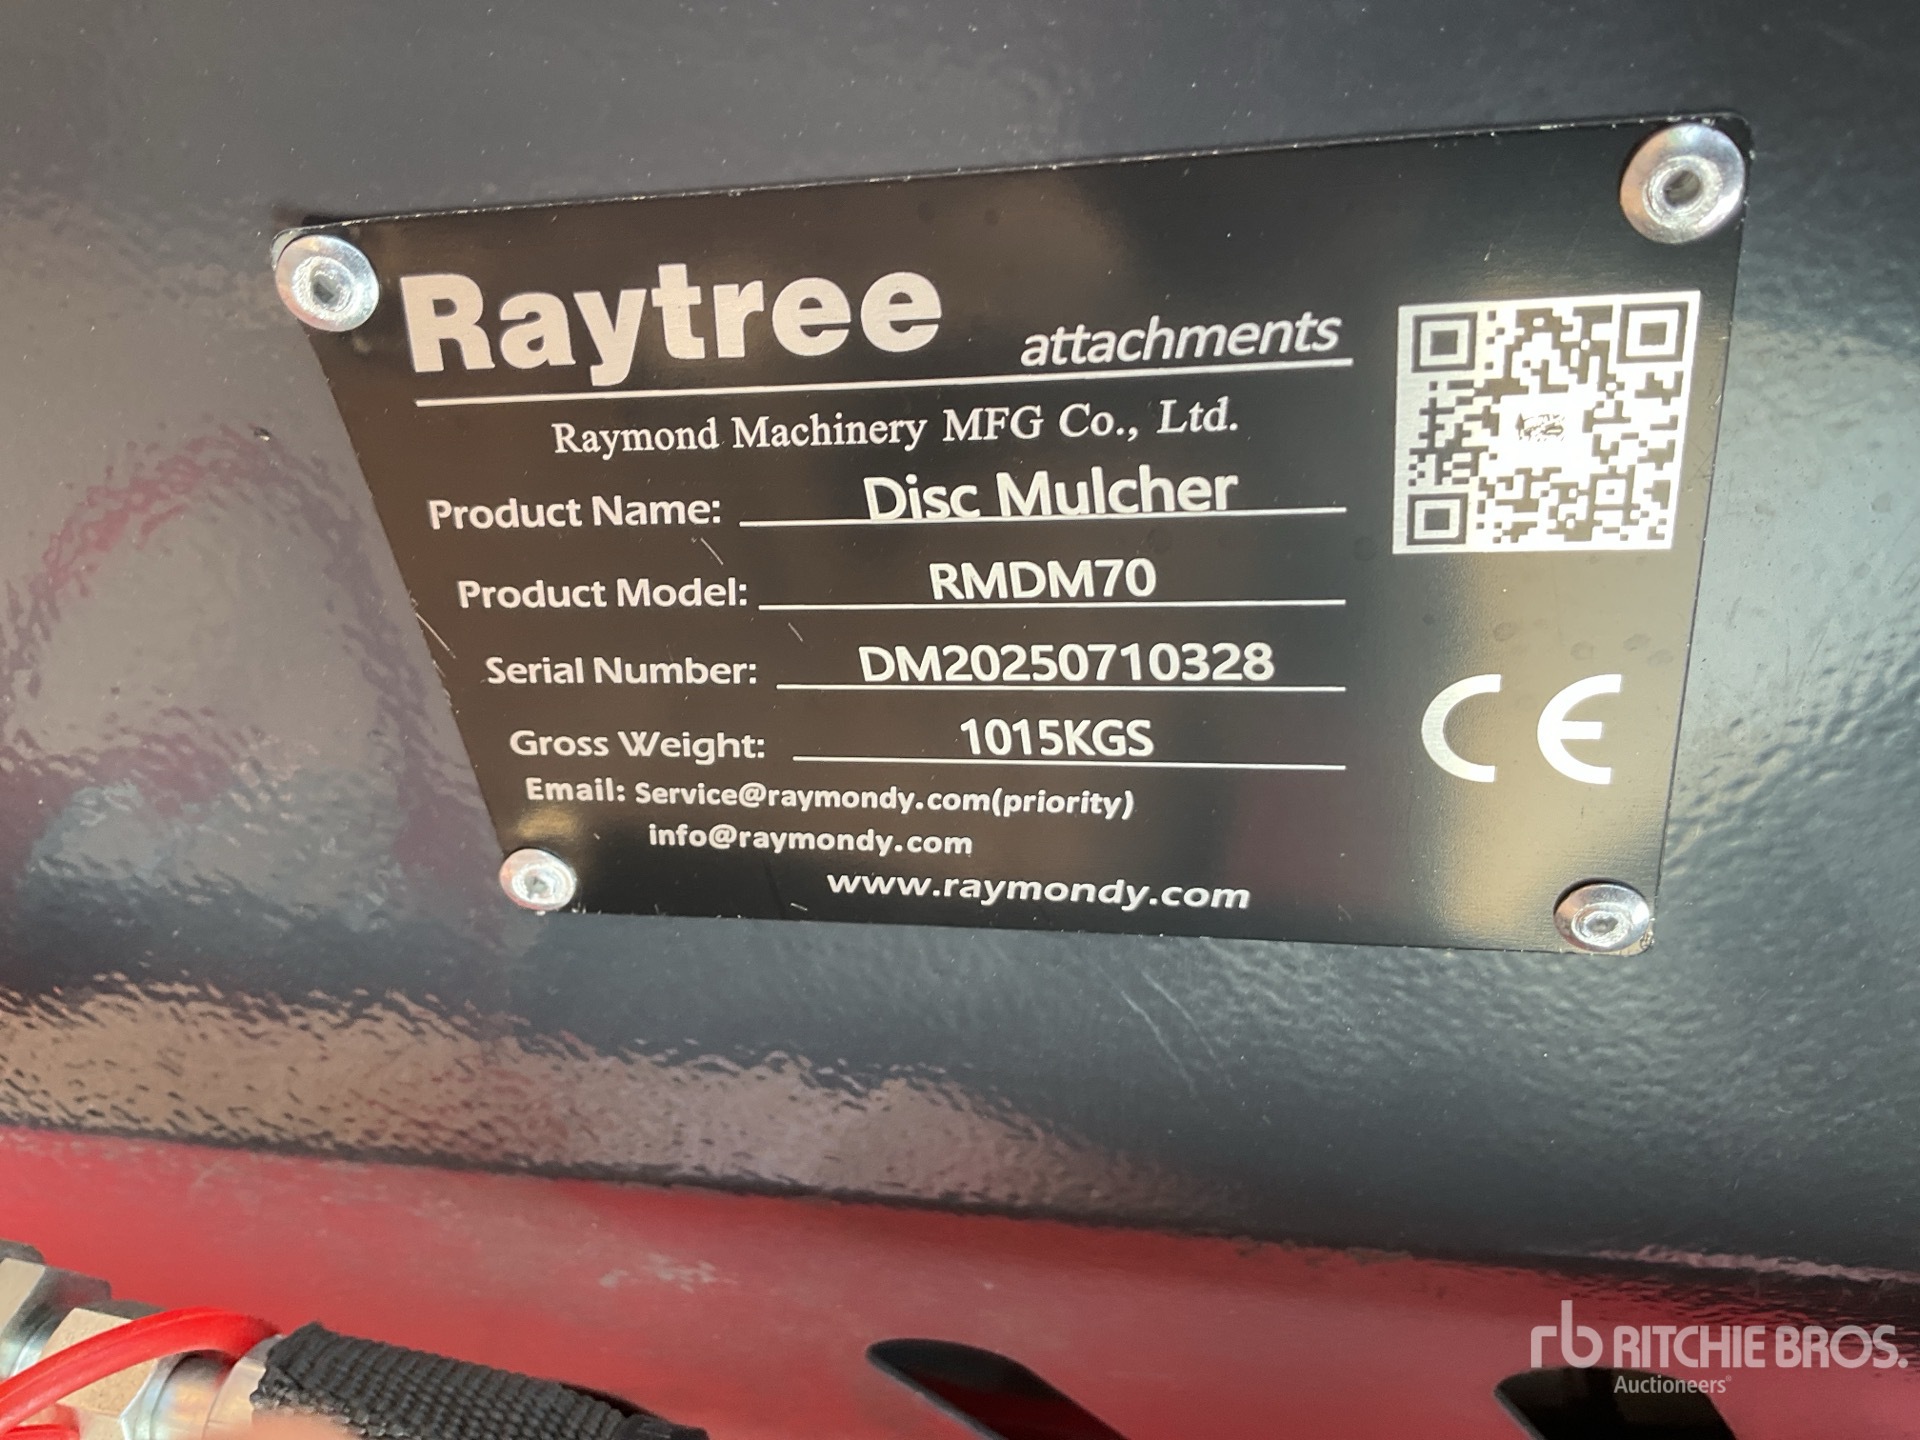 Raytree attachments
Raymond Machinery MFG Co., Ltd.
Product Name: Disc Mulcher
Product Model: RMDM70
Serial Number: DM20250710328
Gross Weight: 1015KGS
Email: Service@raymondy.com(priority)
info@raymondy.com
www.raymondy.com
CE
rb RITCHIE BROS.
Auctioneers